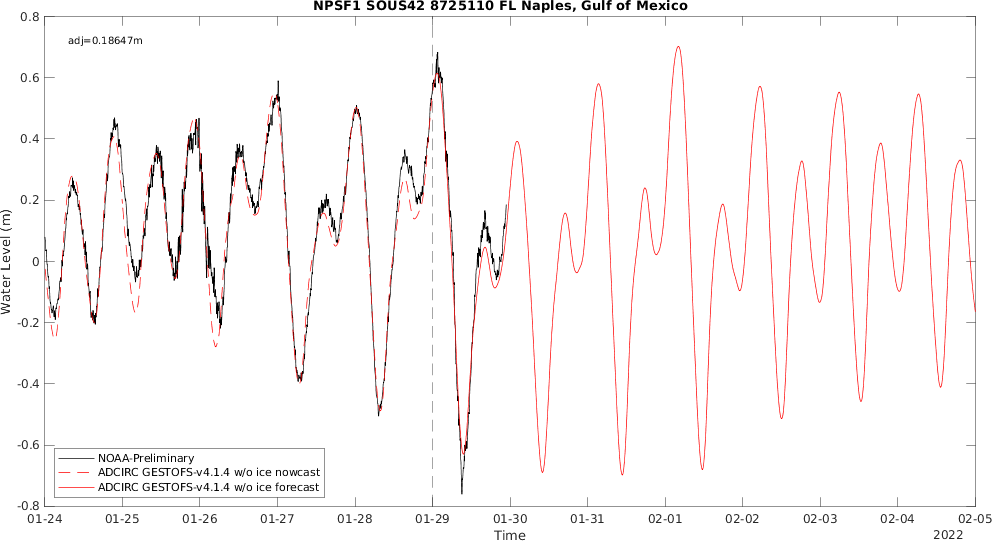 NPSF1 SOUS42 8725110 FL Naples, Gulf of Mexico
adj=0.18647m
0.8
0.6
0.4
0.2
0
-0.2
-0.4
-0.6
-0.8
Water Level (m)
NOAA-Preliminary
ADCIRC GESTOFS-v4.1.4 w/o ice nowcast
ADCIRC GESTOFS-v4.1.4 w/o ice forecast
01-24 01-25 01-26 01-27 01-28 01-29 01-30 01-31 02-01 02-02 02-03 02-04 02-05
Time
2022